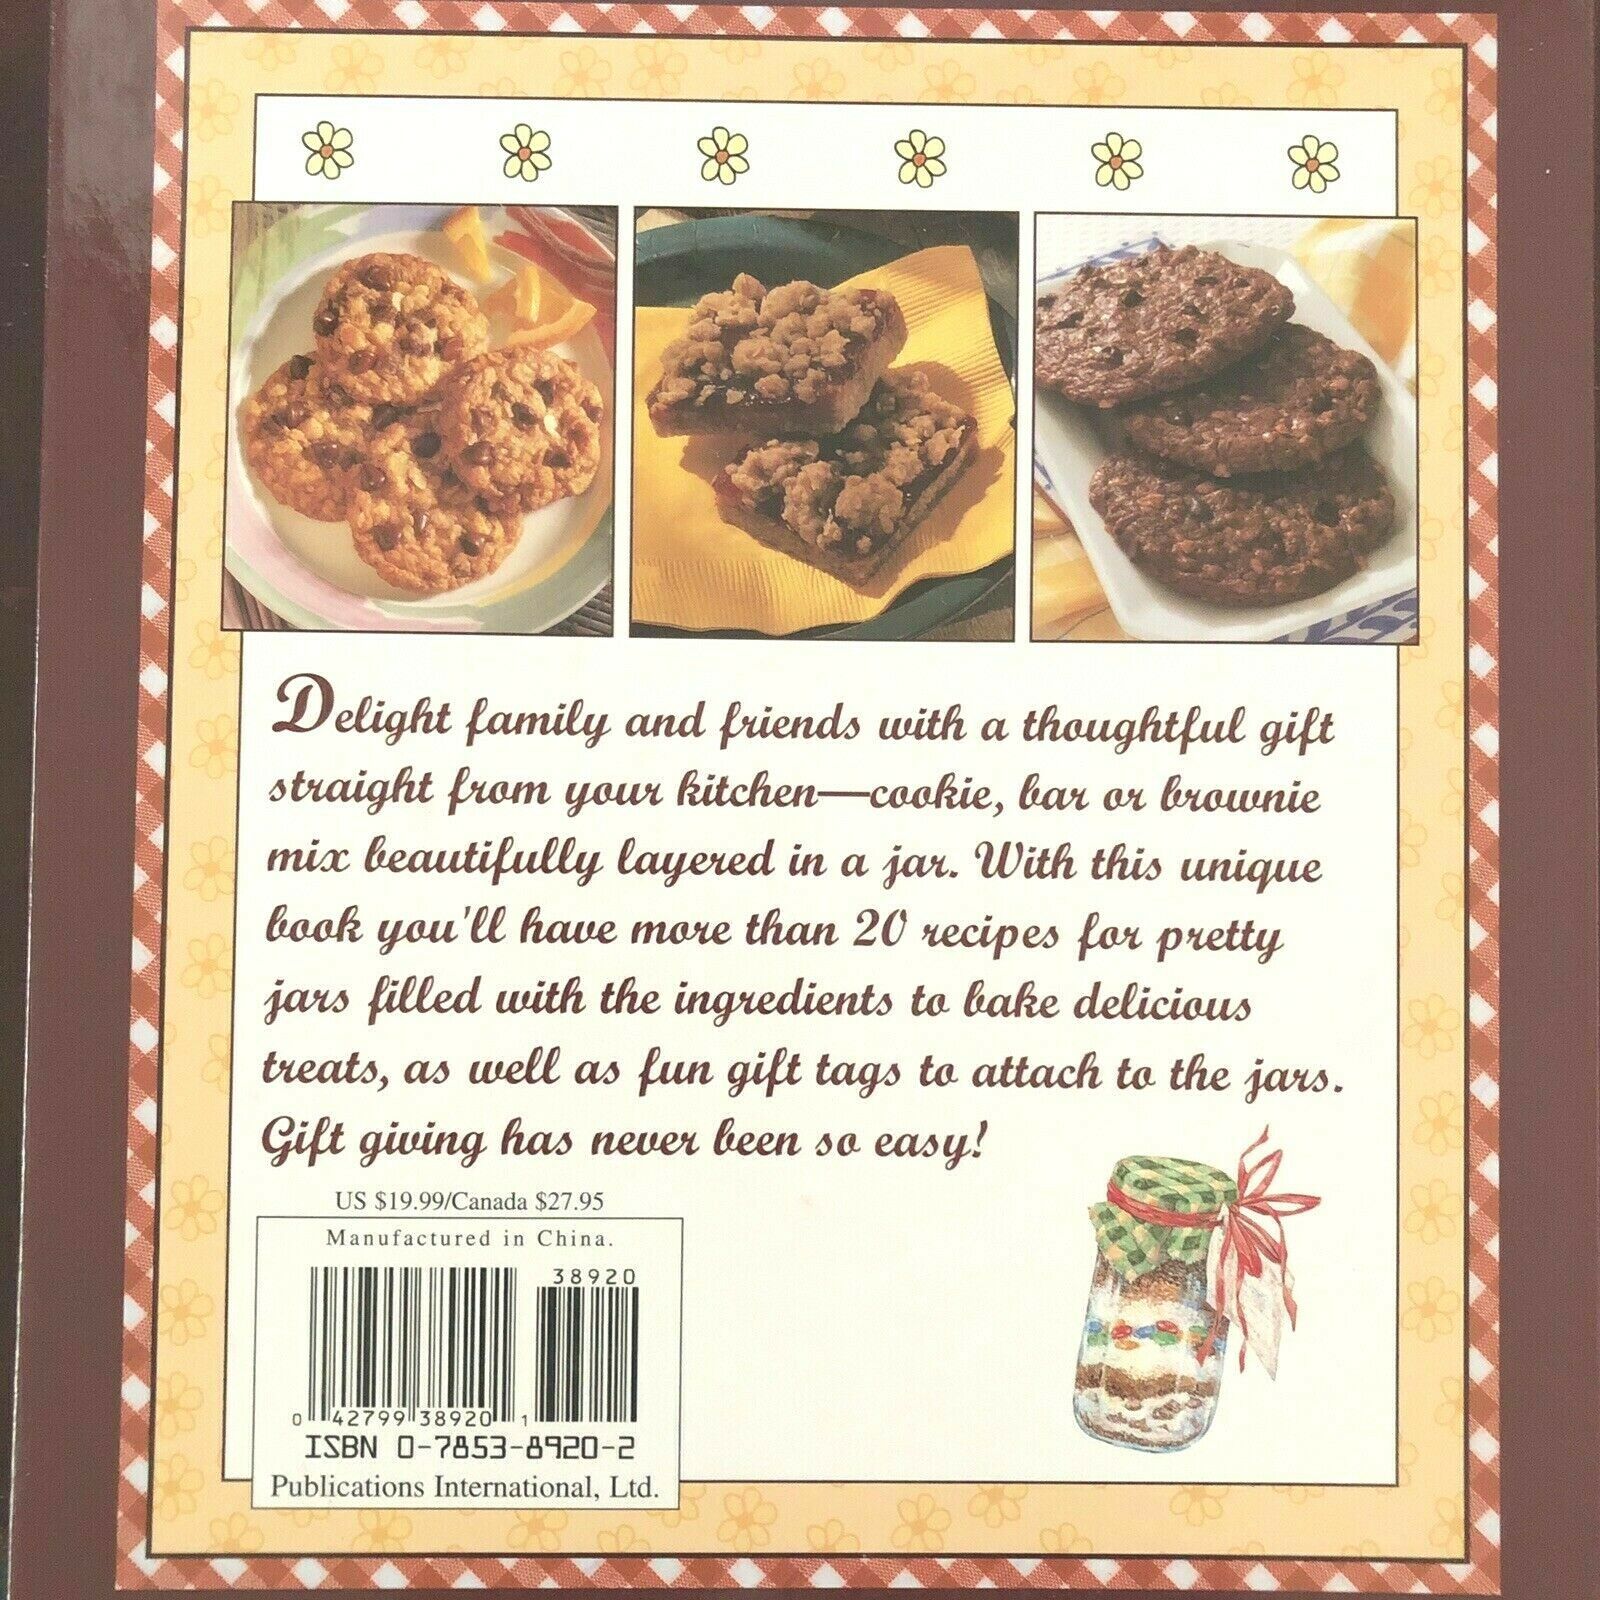 Delight family and friends with a thoughtful gift
straight from your kitchen—cookie, bar or brownie
mix beautifully layered in a jar. With this unique
book you'll have more than 20 recipes for pretty
jars filled with the ingredients to bake delicious
treats, as well as fun gift tags to attach to the jars.
Gift giving has never been so easy!
US $19.99/Canada $27.95
Manufactured in China.
38920
0 42799 38920 1
ISBN 0-7853-8920-2
Publications International, Ltd.